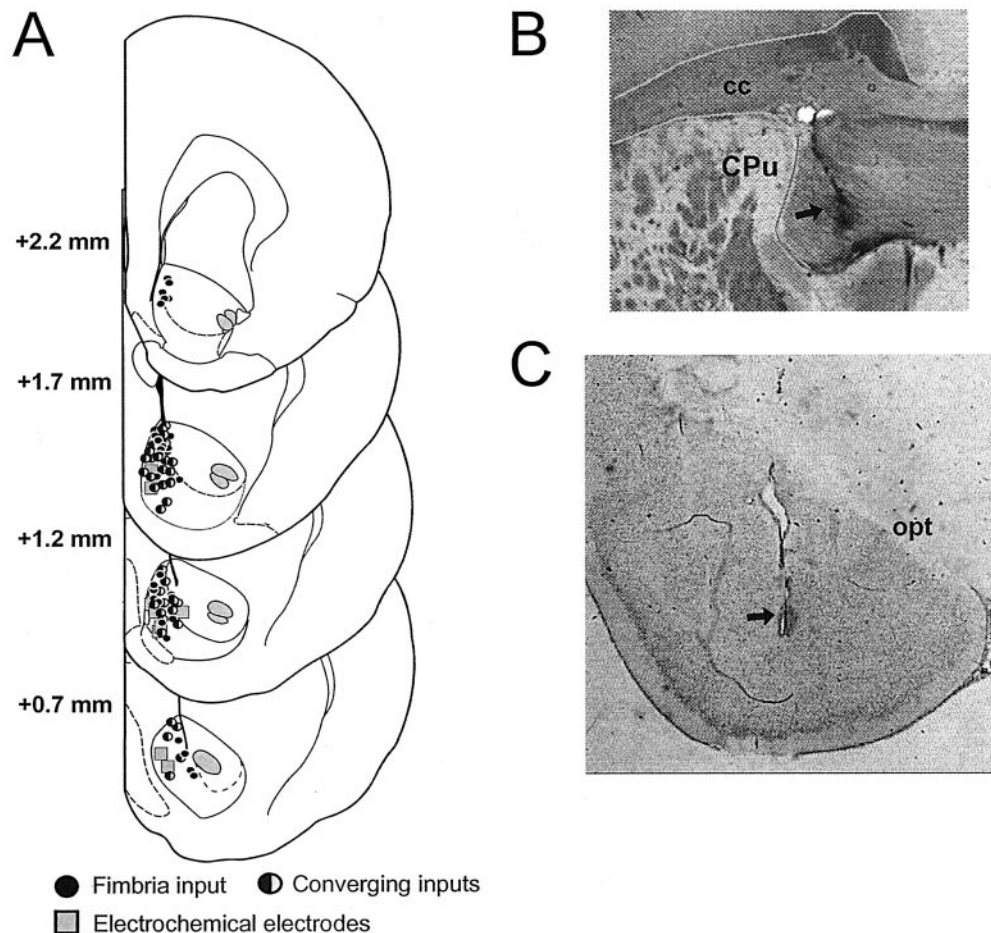 A
+2.2 mm
+1.7 mm
+1.2 mm
+0.7 mm
Fimbria input
Converging inputs
Electrochemical electrodes
B
cc
CPu
C
opt